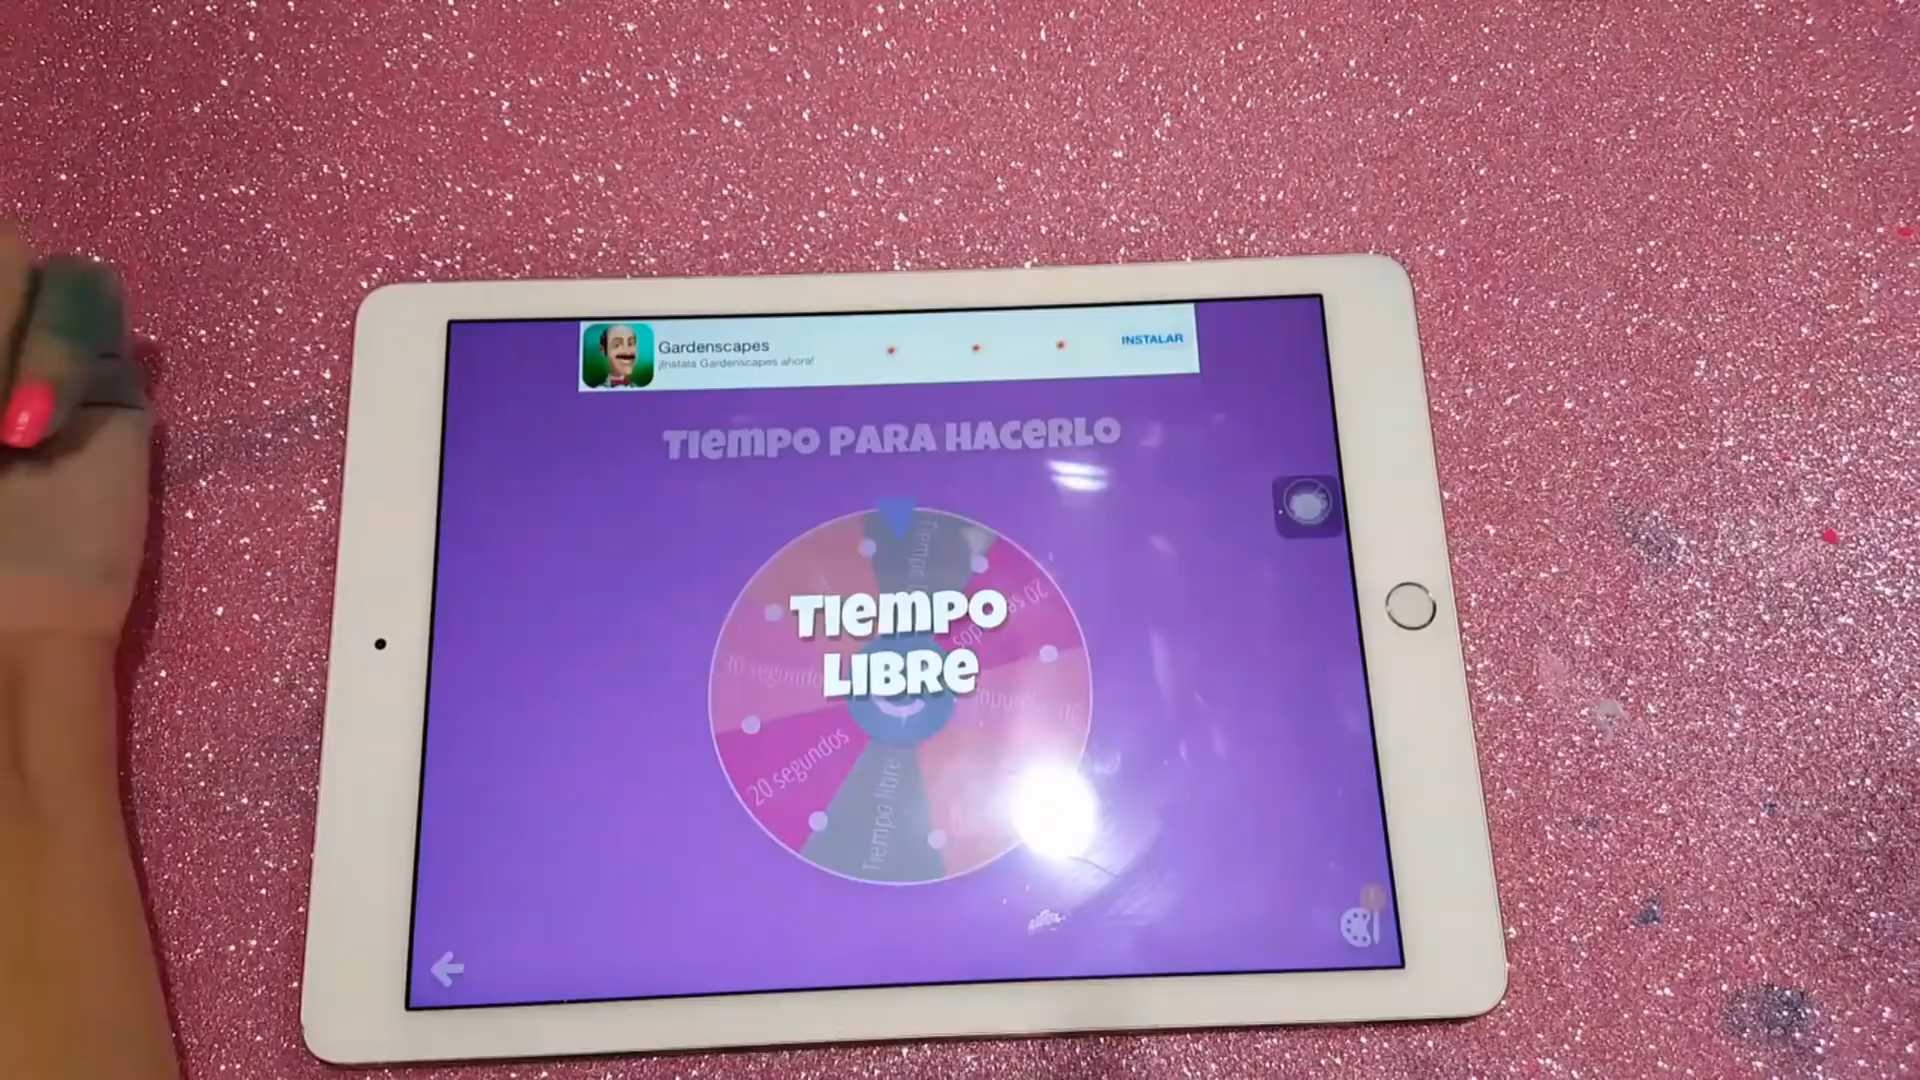 Gardenscapes
¡Instala Gardenscapes ahora!
INSTALAR
TIEMPO PARA HACERLO
TIEMPO
LIBRE
20 segundos
Tiempo libre